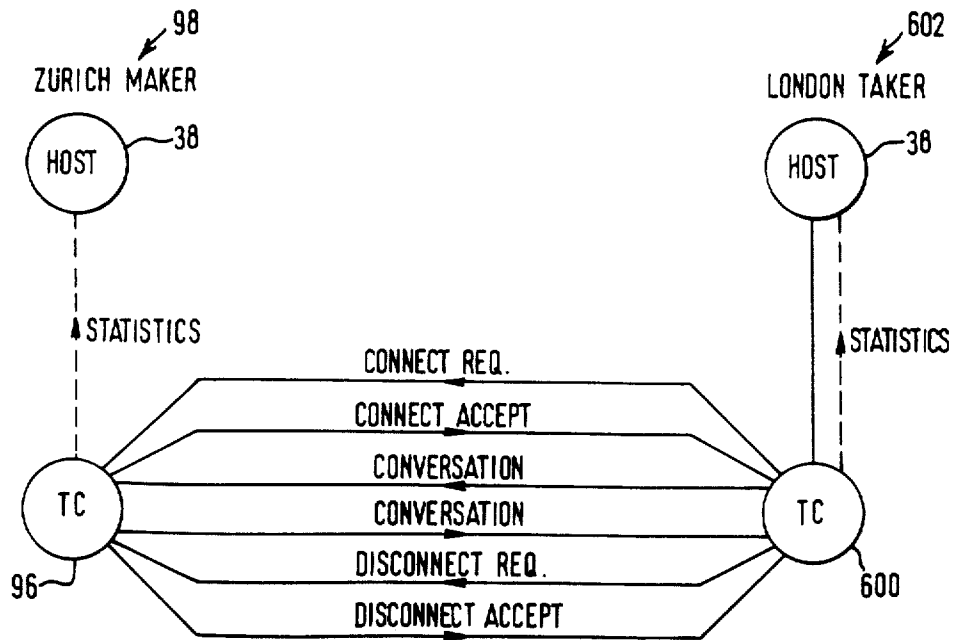 98
ZURICH MAKER
HOST
38
STATISTICS
602
LONDON TAKER
HOST
38
STATISTICS
CONNECT REQ.
CONNECT ACCEPT
CONVERSATION
CONVERSATION
DISCONNECT REQ.
DISCONNECT ACCEPT
TC
96
TC
600